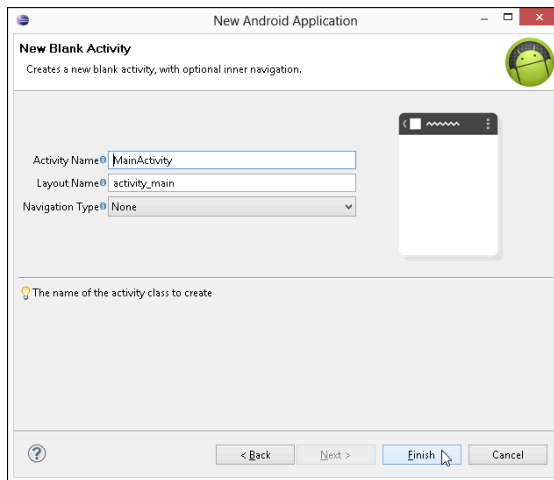 New Android Application
New Blank Activity
Creates a new blank activity, with optional inner navigation.
Activity Name MainActivity
Layout Name activity_main
Navigation Type None
The name of the activity class to create
? < Back Next > Finish Cancel